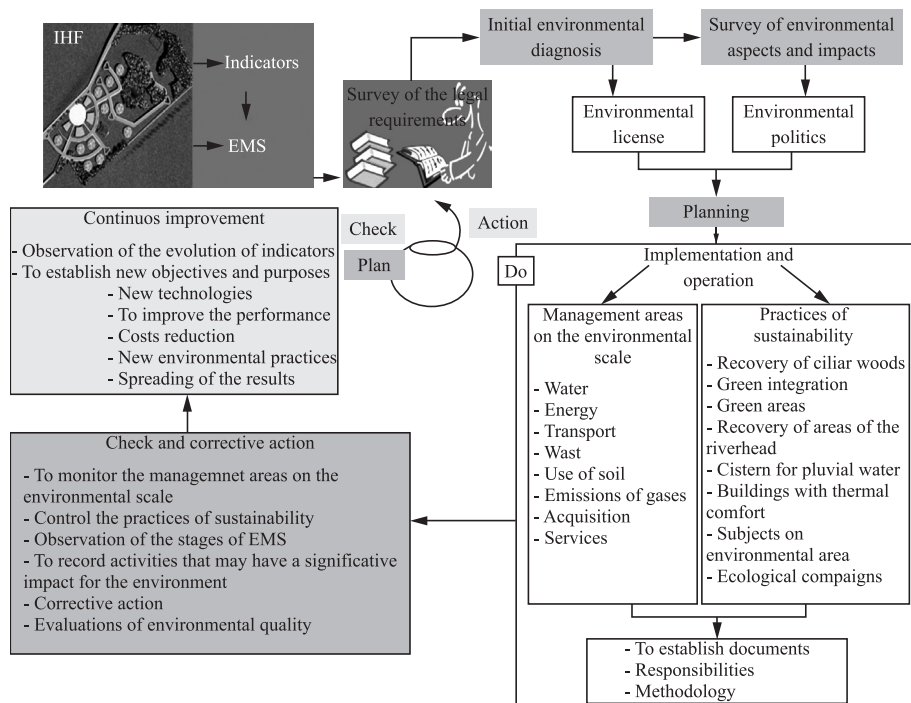 IHF
Indicators
EMS
Survey of the legal
requirements
Initial environmental
diagnosis
Survey of environmental
aspects and impacts
Environmental
license
Environmental
politics
Planning
Check
Action
Plan
Do
Implementation and
operation
Management areas
on the environmental
scale
- Water
- Energy
- Transport
- Wast
- Use of soil
- Emissions of gases
- Acquisition
- Services
Practices of
sustainability
- Recovery of ciliar woods
- Green integration
- Green areas
- Recovery of areas of the
riverhead
- Cistern for pluvial water
- Buildings with thermal
comfort
- Subjects on
environmental area
- Ecological compaigns
- To establish documents
- Responsibilities
- Methodology
Check and corrective action
- To monitor the managemnet areas on the
environmental scale
- Control the practices of sustainability
- Observation of the stages of EMS
- To record activities that may have a significative
impact for the environment
- Corrective action
- Evaluations of environmental quality
Continuos improvement
- Observation of the evolution of indicators
- To establish new objectives and purposes
- New technologies
- To improve the performance
- Costs reduction
- New environmental practices
- Spreading of the results